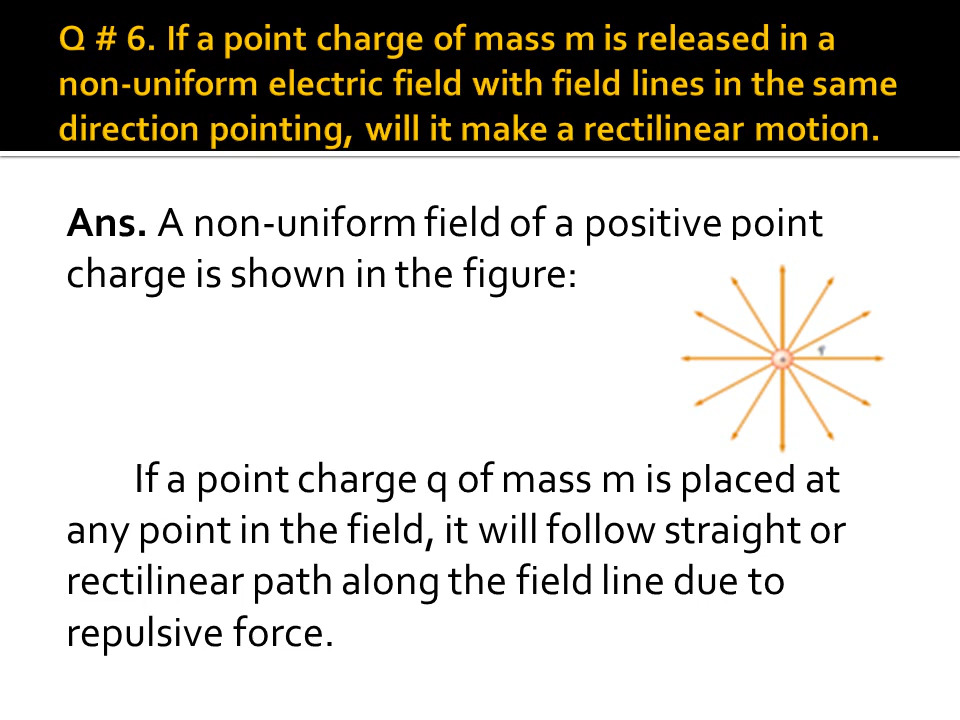 Q # 6. If a point charge of mass m is released in a
non-uniform electric field with field lines in the same
direction pointing, will it make a rectilinear motion.
Ans. A non-uniform field of a positive point
charge is shown in the figure:
q
+
If a point charge q of mass m is placed at
any point in the field, it will follow straight or
rectilinear path along the field line due to
repulsive force.